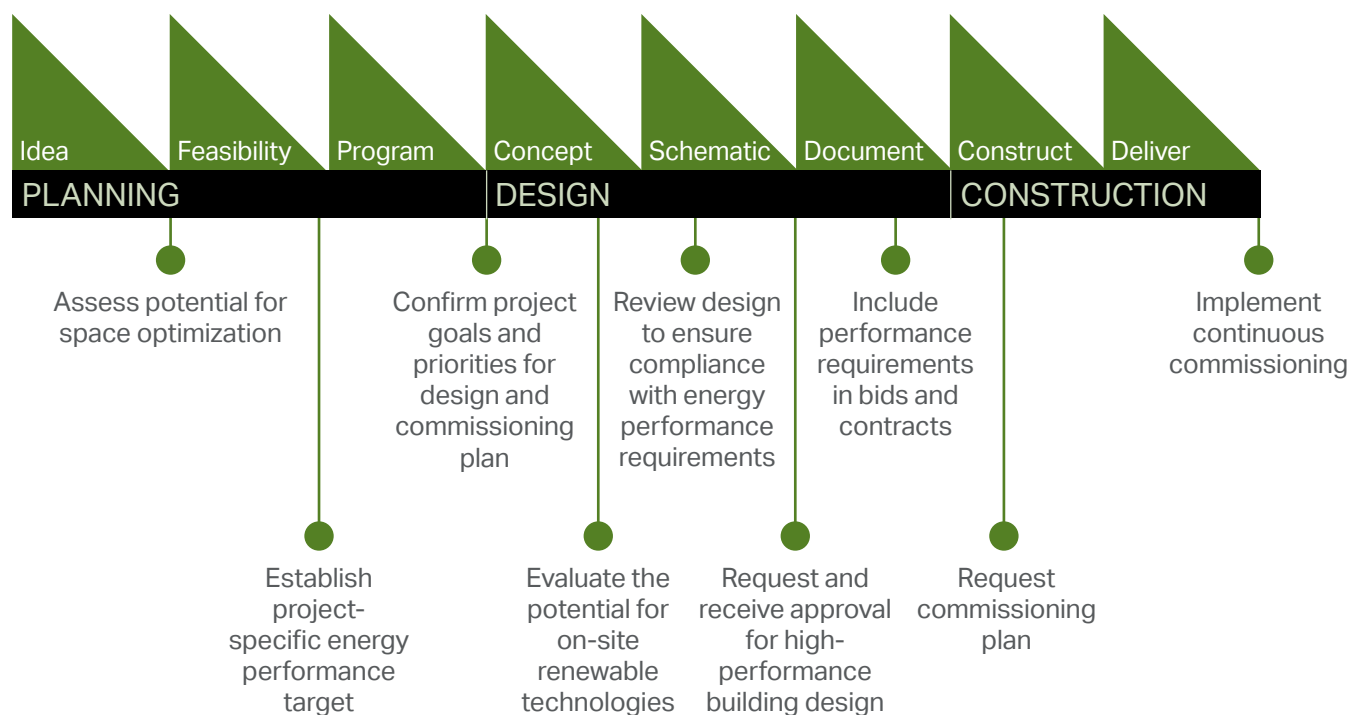 Idea
Feasibility
Program
Concept
Schematic
Document
Construct
Deliver
PLANNING
DESIGN
CONSTRUCTION
Assess potential for
space optimization
Confirm project
goals and
priorities for
design and
commissioning
plan
Review design
to ensure
compliance
with energy
performance
requirements
Include
performance
requirements
in bids and
contracts
Implement
continuous
commissioning
Establish
project-
specific energy
performance
target
Evaluate the
potential for
on-site
renewable
technologies
Request and
receive approval
for high-
performance
building design
Request
commissioning
plan